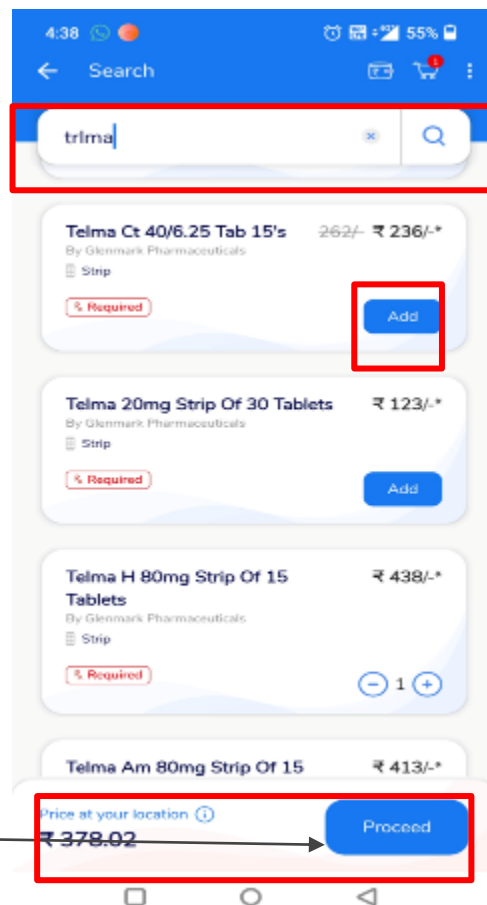 4:38 55%
Search 1
trlma
Telma Ct 40/6.25 Tab 15's 262/- ₹ 236/-*
By Glenmark Pharmaceuticals
Strip
Required
Add
Telma 20mg Strip Of 30 Tablets ₹ 123/-*
By Glenmark Pharmaceuticals
Strip
Required
Add
Telma H 80mg Strip Of 15 ₹ 438/-*
Tablets
By Glenmark Pharmaceuticals
Strip
Required
1
Telma Am 80mg Strip Of 15 ₹ 413/-*
Price at your location
₹ 378.02
Proceed